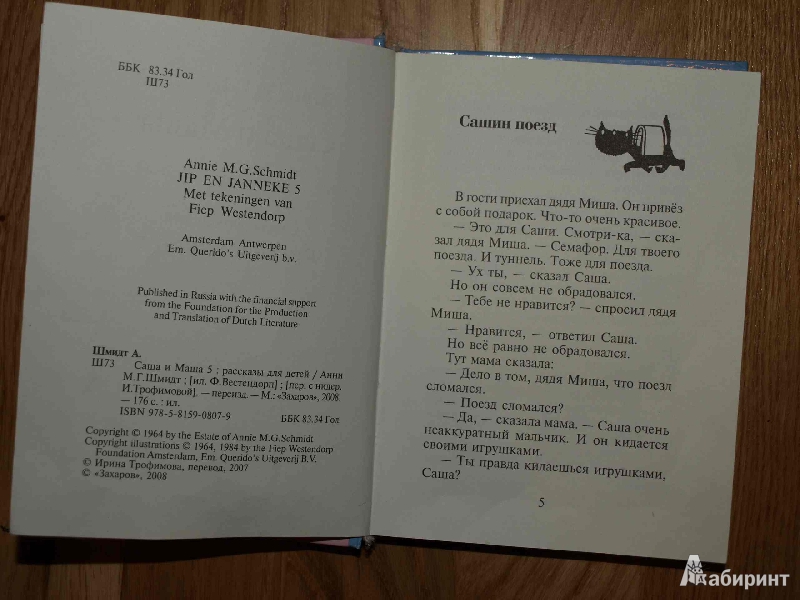 ББК 83.34 Гол
Ш73
Annie M.G.Schmidt
JIP EN JANNEKE 5
Met tekeningen van
Fiep Westendorp
Amsterdam Antwerpen
Em. Querido's Uitgeverij b.v.
Published in Russia with the financial support
from the Foundation for the Production
and Translation of Dutch Literature
Шмидт А.
Ш73 Саша и Маша 5 : рассказы для детей / Анни
М.Г.Шмидт ; [ил. Ф.Вестендорп] ; [пер. с нидер.
И.Трофимовой]. — переизд. — М.: «Захаров», 2008.
— 176 с. : ил.
ISBN 978-5-8159-0807-9 ББК 83.34 Гол
Copyright © 1964 by the Estate of Annie M.G.Schmidt
Copyright illustrations © 1964, 1984 by the Fiep Westendorp
Foundation Amsterdam, Em. Querido's Uitgeverij B.V.
© Ирина Трофимова, перевод, 2007
© «Захаров», 2008
Сашин поезд
В гости приехал дядя Миша. Он привёз
с собой подарок. Что-то очень красивое.
— Это для Саши. Смотри-ка, — ска-
зал дядя Миша. — Семафор. Для твоего
поезда. И туннель. Тоже для поезда.
— Ух ты, — сказал Саша.
Но он совсем не обрадовался.
— Тебе не нравится? — спросил дядя
Миша.
— Нравится, — ответил Саша.
Но всё равно не обрадовался.
Тут мама сказала:
— Дело в том, дядя Миша, что поезд
сломался.
— Поезд сломался?
— Да, — сказала мама. — Саша очень
неаккуратный мальчик. И он кидается
своими игрушками.
— Ты правда кидаешься игрушками,
Саша?
5
Лабиринт